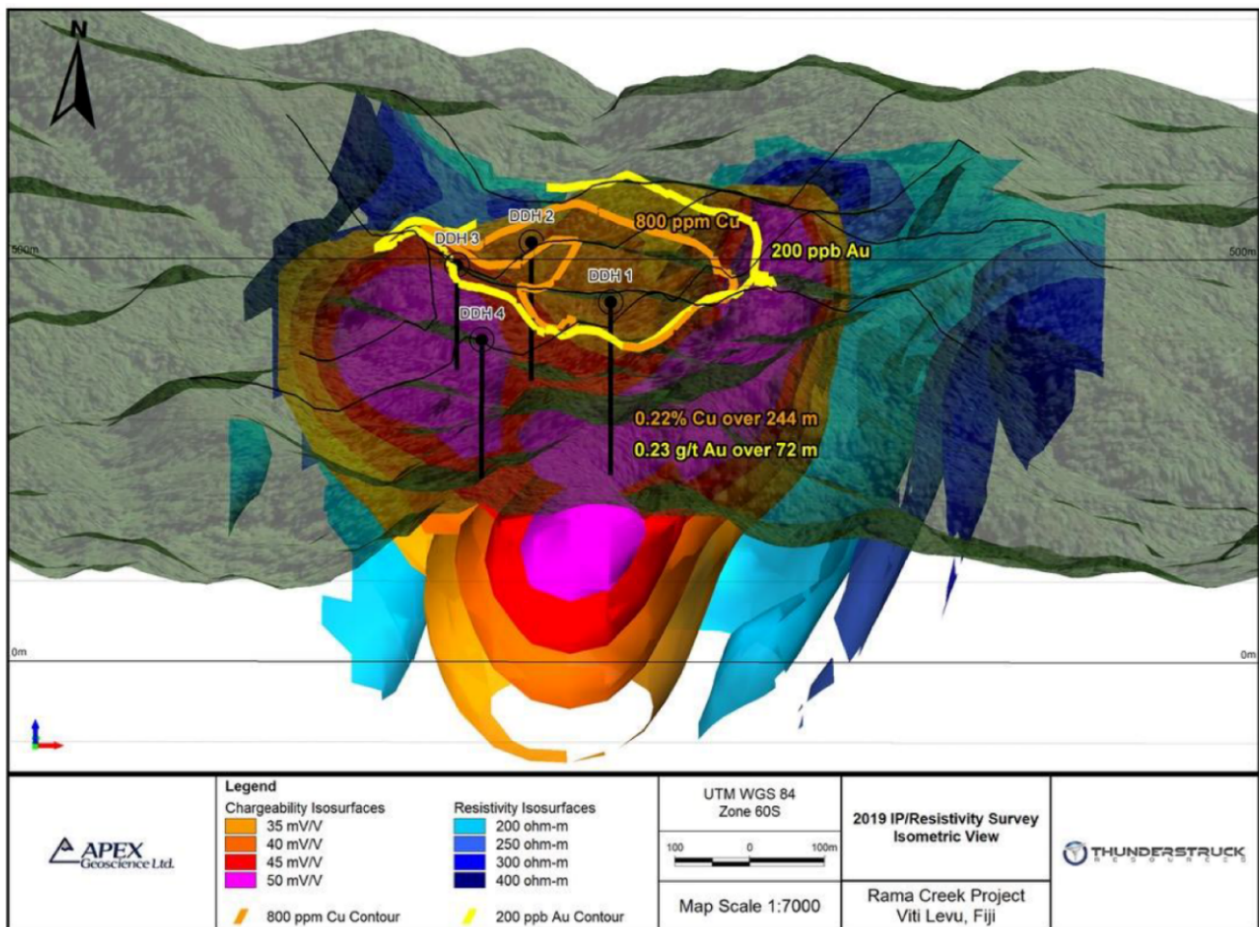 N
DDH 2
800 ppm Cu
DDH 3
200 ppb Au
500m
500m
DDH 1
DDH 4
0.22% Cu over 244 m
0.23 g/t Au over 72 m
0m
0m
APEX
Geoscience Ltd.
Legend
Chargeability Isosurfaces
35 mV/V
40 mV/V
45 mV/V
50 mV/V
800 ppm Cu Contour
Resistivity Isosurfaces
200 ohm-m
250 ohm-m
300 ohm-m
400 ohm-m
200 ppb Au Contour
UTM WGS 84
Zone 60S
100 0 100m
Map Scale 1:7000
2019 IP/Resistivity Survey
Isometric View
Rama Creek Project
Viti Levu, Fiji
THUNDERSTRUCK